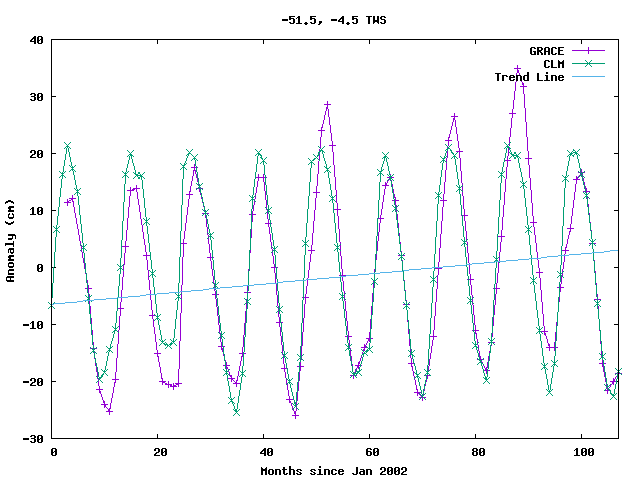 -51.5, -4.5 TWS
GRACE
CLM
Trend Line
40
30
20
10
0
-10
-20
-30
Anomaly (cm)
0 20 40 60 80 100
Months since Jan 2002